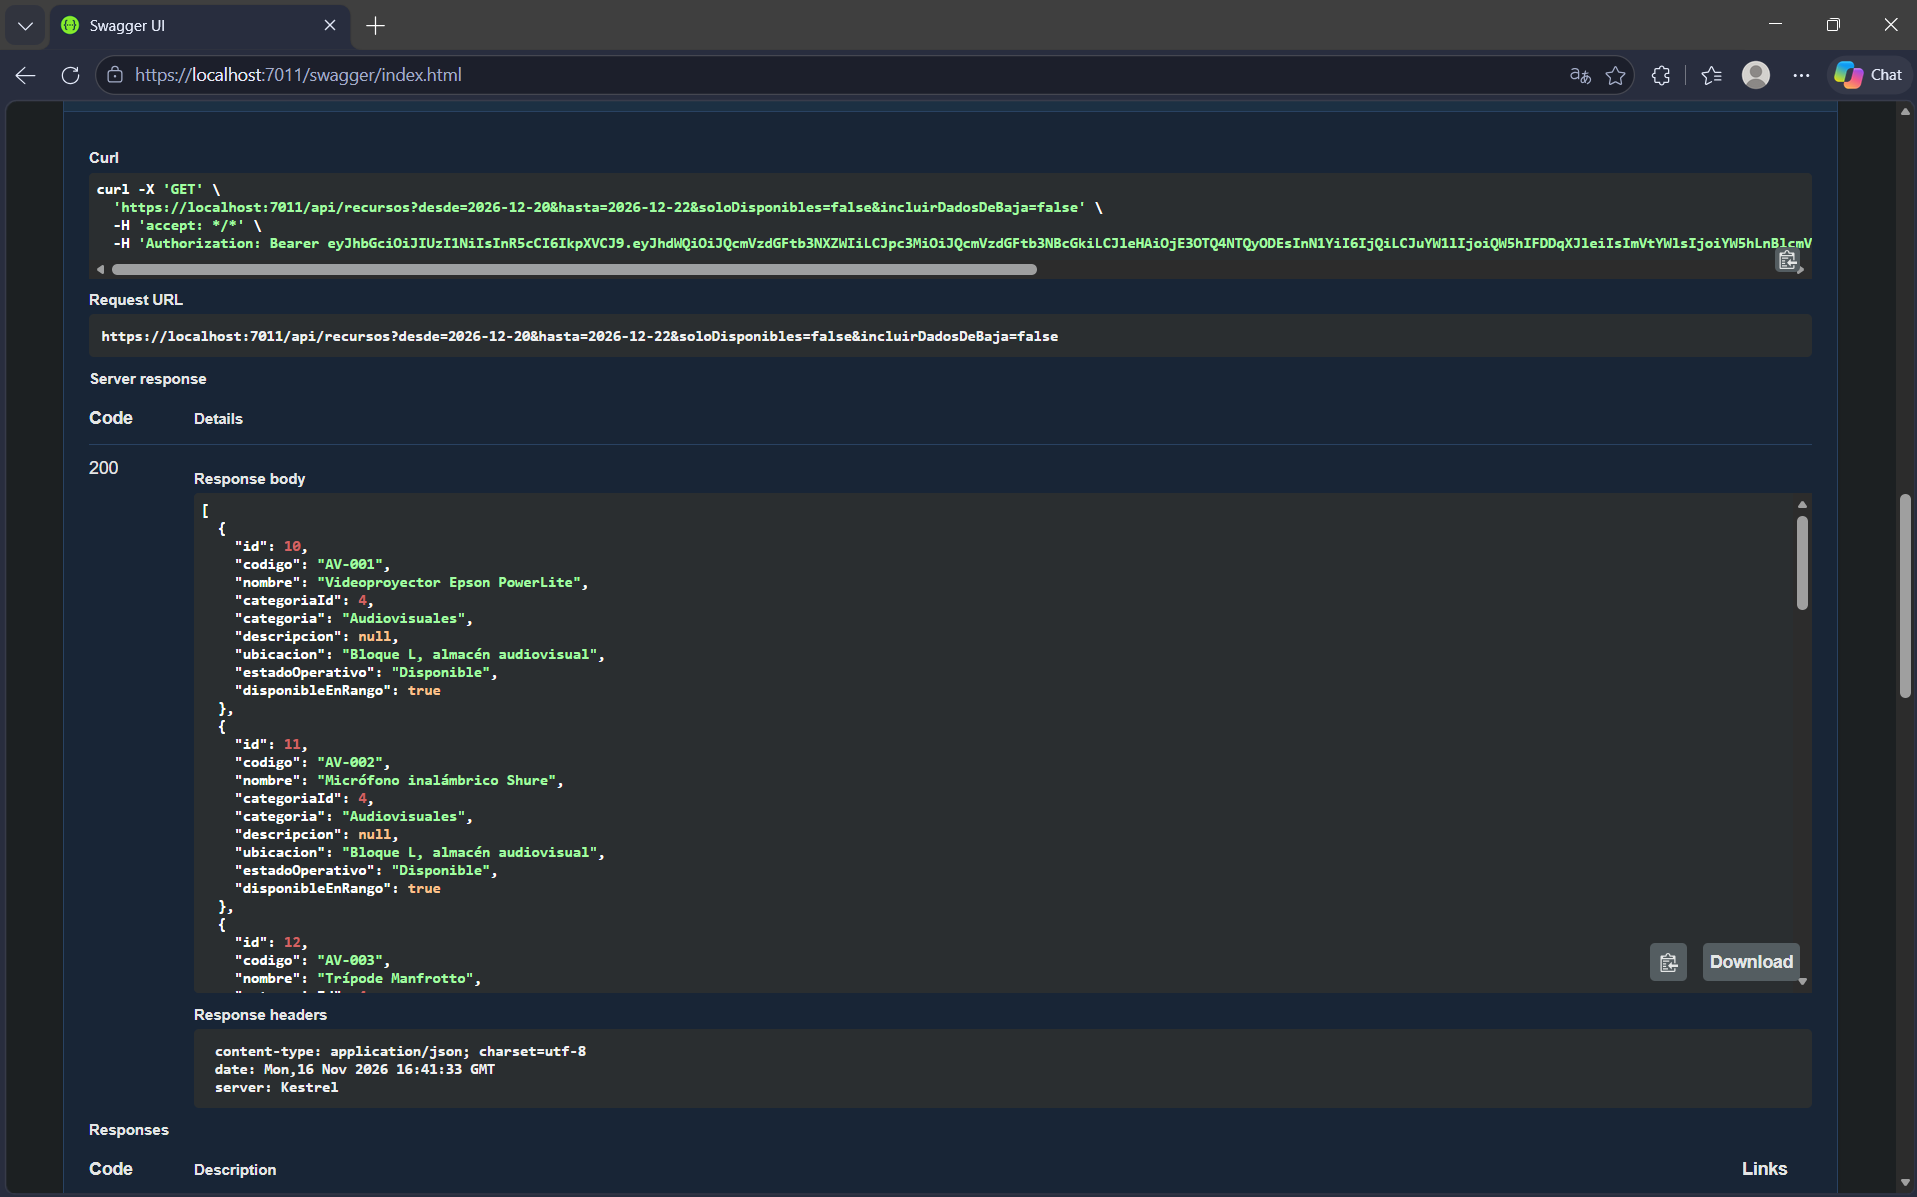 Swagger UI
https://localhost:7011/swagger/index.html
Chat
Curl
curl -X 'GET' \
'https://localhost:7011/api/recursos?desde=2026-12-20&hasta=2026-12-22&soloDisponibles=false&incluirDadosDeBaja=false' \
-H 'accept: */*' \
-H 'Authorization: Bearer eyJhbGciOiJIUzI1NiIsInR5cCI6IkpXVCJ9.eyJhdWQiOiJQcmVzdGFtb3NXZWIiLCJpc3MiOiJQcmVzdGFtb3NBcGkiLCJleHAiOjE3OTQ4NTQyODEsInN1YiI6IjQiLCJuYW1lIjoiQW5hIFDDqXJleiIsImVtYWlsIjoiYW5hLnBlcmV
Request URL
https://localhost:7011/api/recursos?desde=2026-12-20&hasta=2026-12-22&soloDisponibles=false&incluirDadosDeBaja=false
Server response
Code Details
200
Response body
[
{
"id": 10,
"codigo": "AV-001",
"nombre": "Videoproyector Epson PowerLite",
"categoriaId": 4,
"categoria": "Audiovisuales",
"descripcion": null,
"ubicacion": "Bloque L, almacén audiovisual",
"estadoOperativo": "Disponible",
"disponibleEnRango": true
},
{
"id": 11,
"codigo": "AV-002",
"nombre": "Micrófono inalámbrico Shure",
"categoriaId": 4,
"categoria": "Audiovisuales",
"descripcion": null,
"ubicacion": "Bloque L, almacén audiovisual",
"estadoOperativo": "Disponible",
"disponibleEnRango": true
},
{
"id": 12,
"codigo": "AV-003",
"nombre": "Trípode Manfrotto",
Download
Response headers
content-type: application/json; charset=utf-8
date: Mon,16 Nov 2026 16:41:33 GMT
server: Kestrel
Responses
Code Description Links